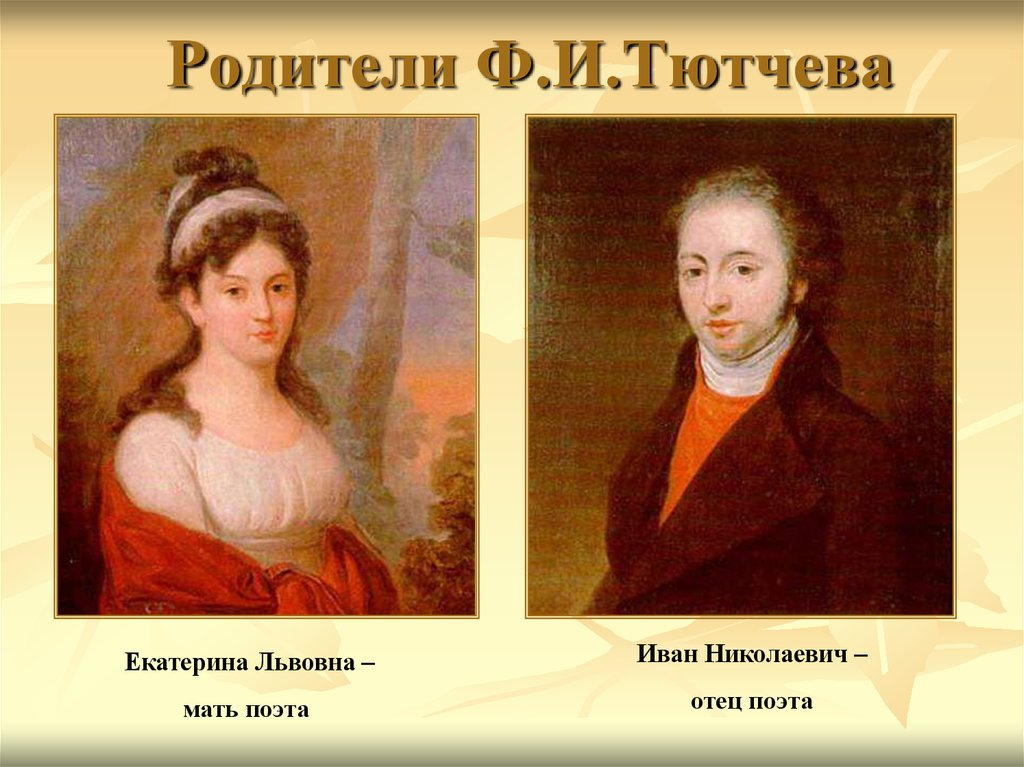 Родители Ф.И.Тютчева
Екатерина Львовна –
мать поэта
Иван Николаевич –
отец поэта